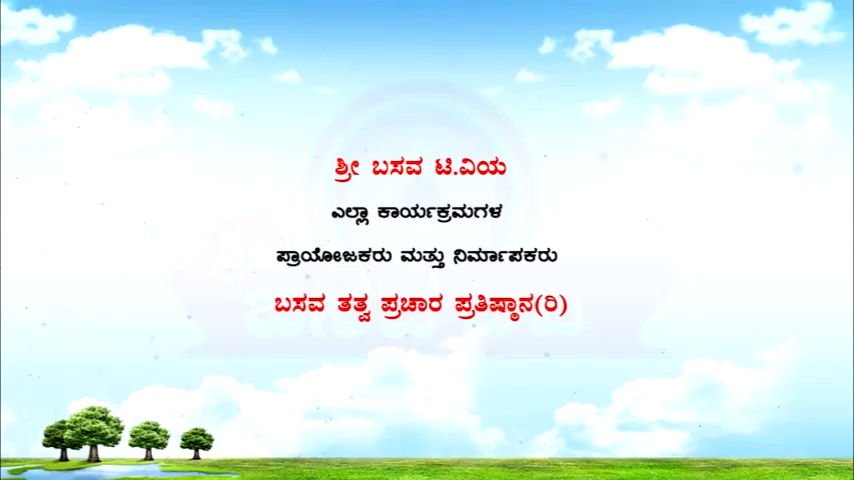 ಶ್ರೀ ಬಸವ ಟಿ.ವಿಯ
ಎಲ್ಲಾ ಕಾರ್ಯಕ್ರಮಗಳ
ಪ್ರಾಯೋಜಕರು ಮತ್ತು ನಿರ್ಮಾಪಕರು
ಬಸವ ತತ್ವ ಪ್ರಚಾರ ಪ್ರತಿಷ್ಠಾನ(ರಿ)